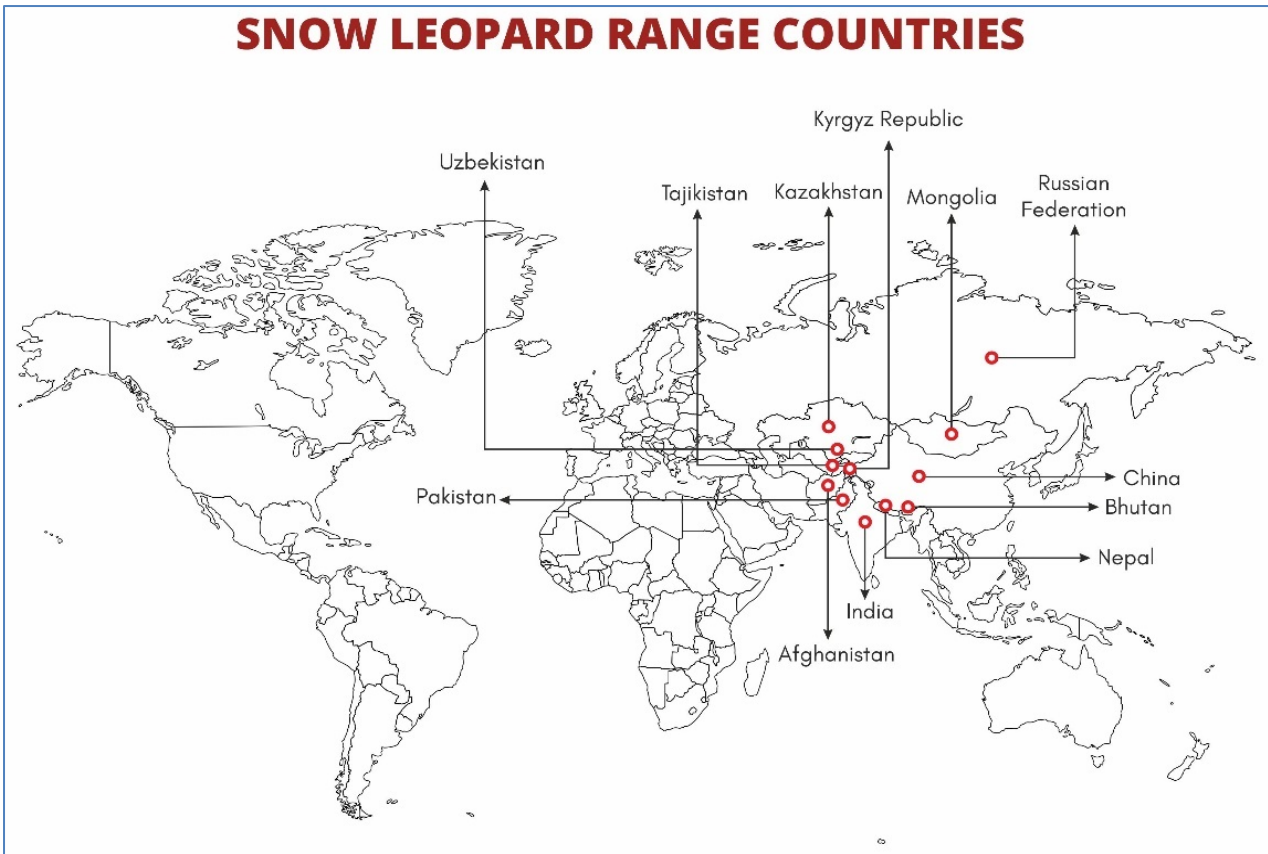 SNOW LEOPARD RANGE COUNTRIES
Kyrgyz Republic
Uzbekistan
Tajikistan
Kazakhstan
Mongolia
Russian
Federation
China
Pakistan
Bhutan
Nepal
India
Afghanistan